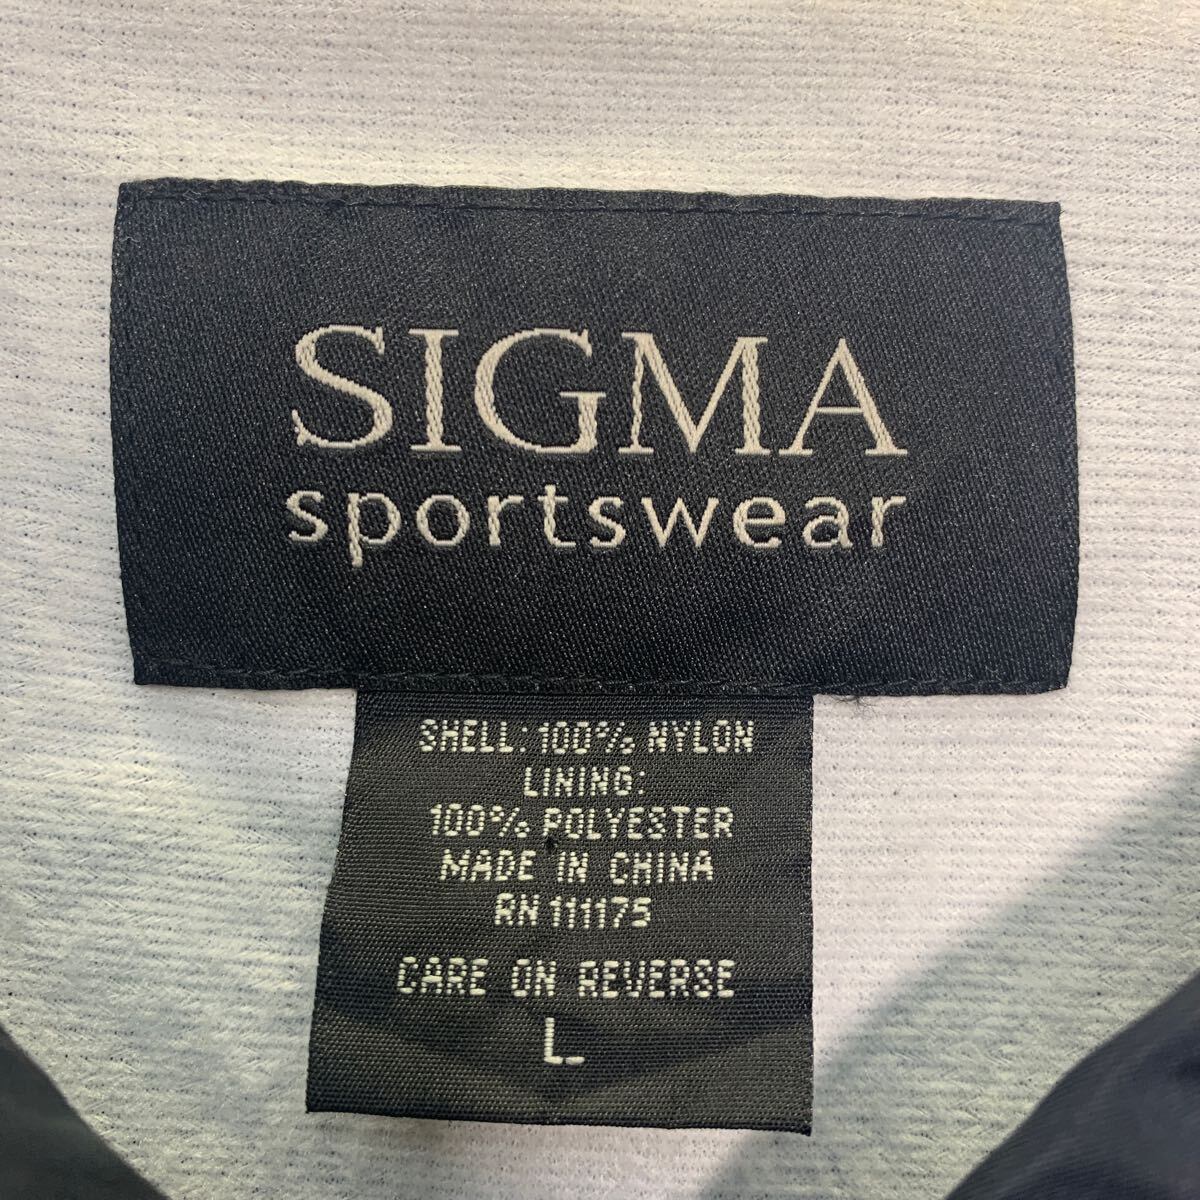 SIGMA
sportswear
SHELL: 100% NYLON
LINING:
100% POLYESTER
MADE IN CHINA
RN 111175
CARE ON REVERSE
L